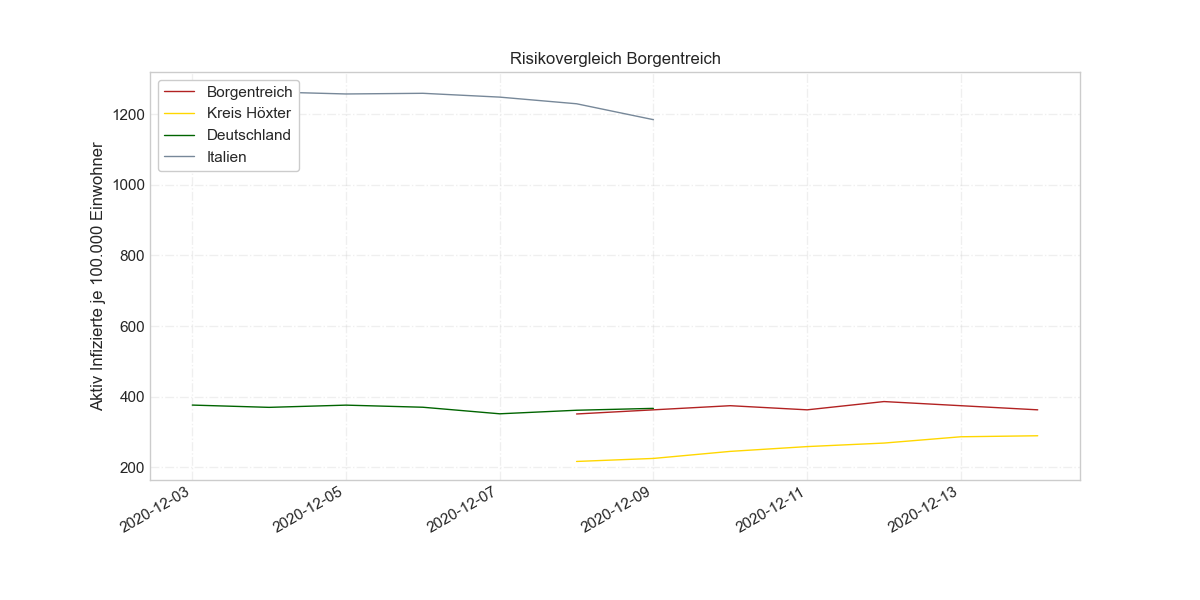 Risikovergleich Borgentreich
Aktiv Infizierte je 100.000 Einwohner
Borgentreich
Kreis Höxter
Deutschland
Italien
1200
1000
800
600
400
200
2020-12-03
2020-12-05
2020-12-07
2020-12-09
2020-12-11
2020-12-13